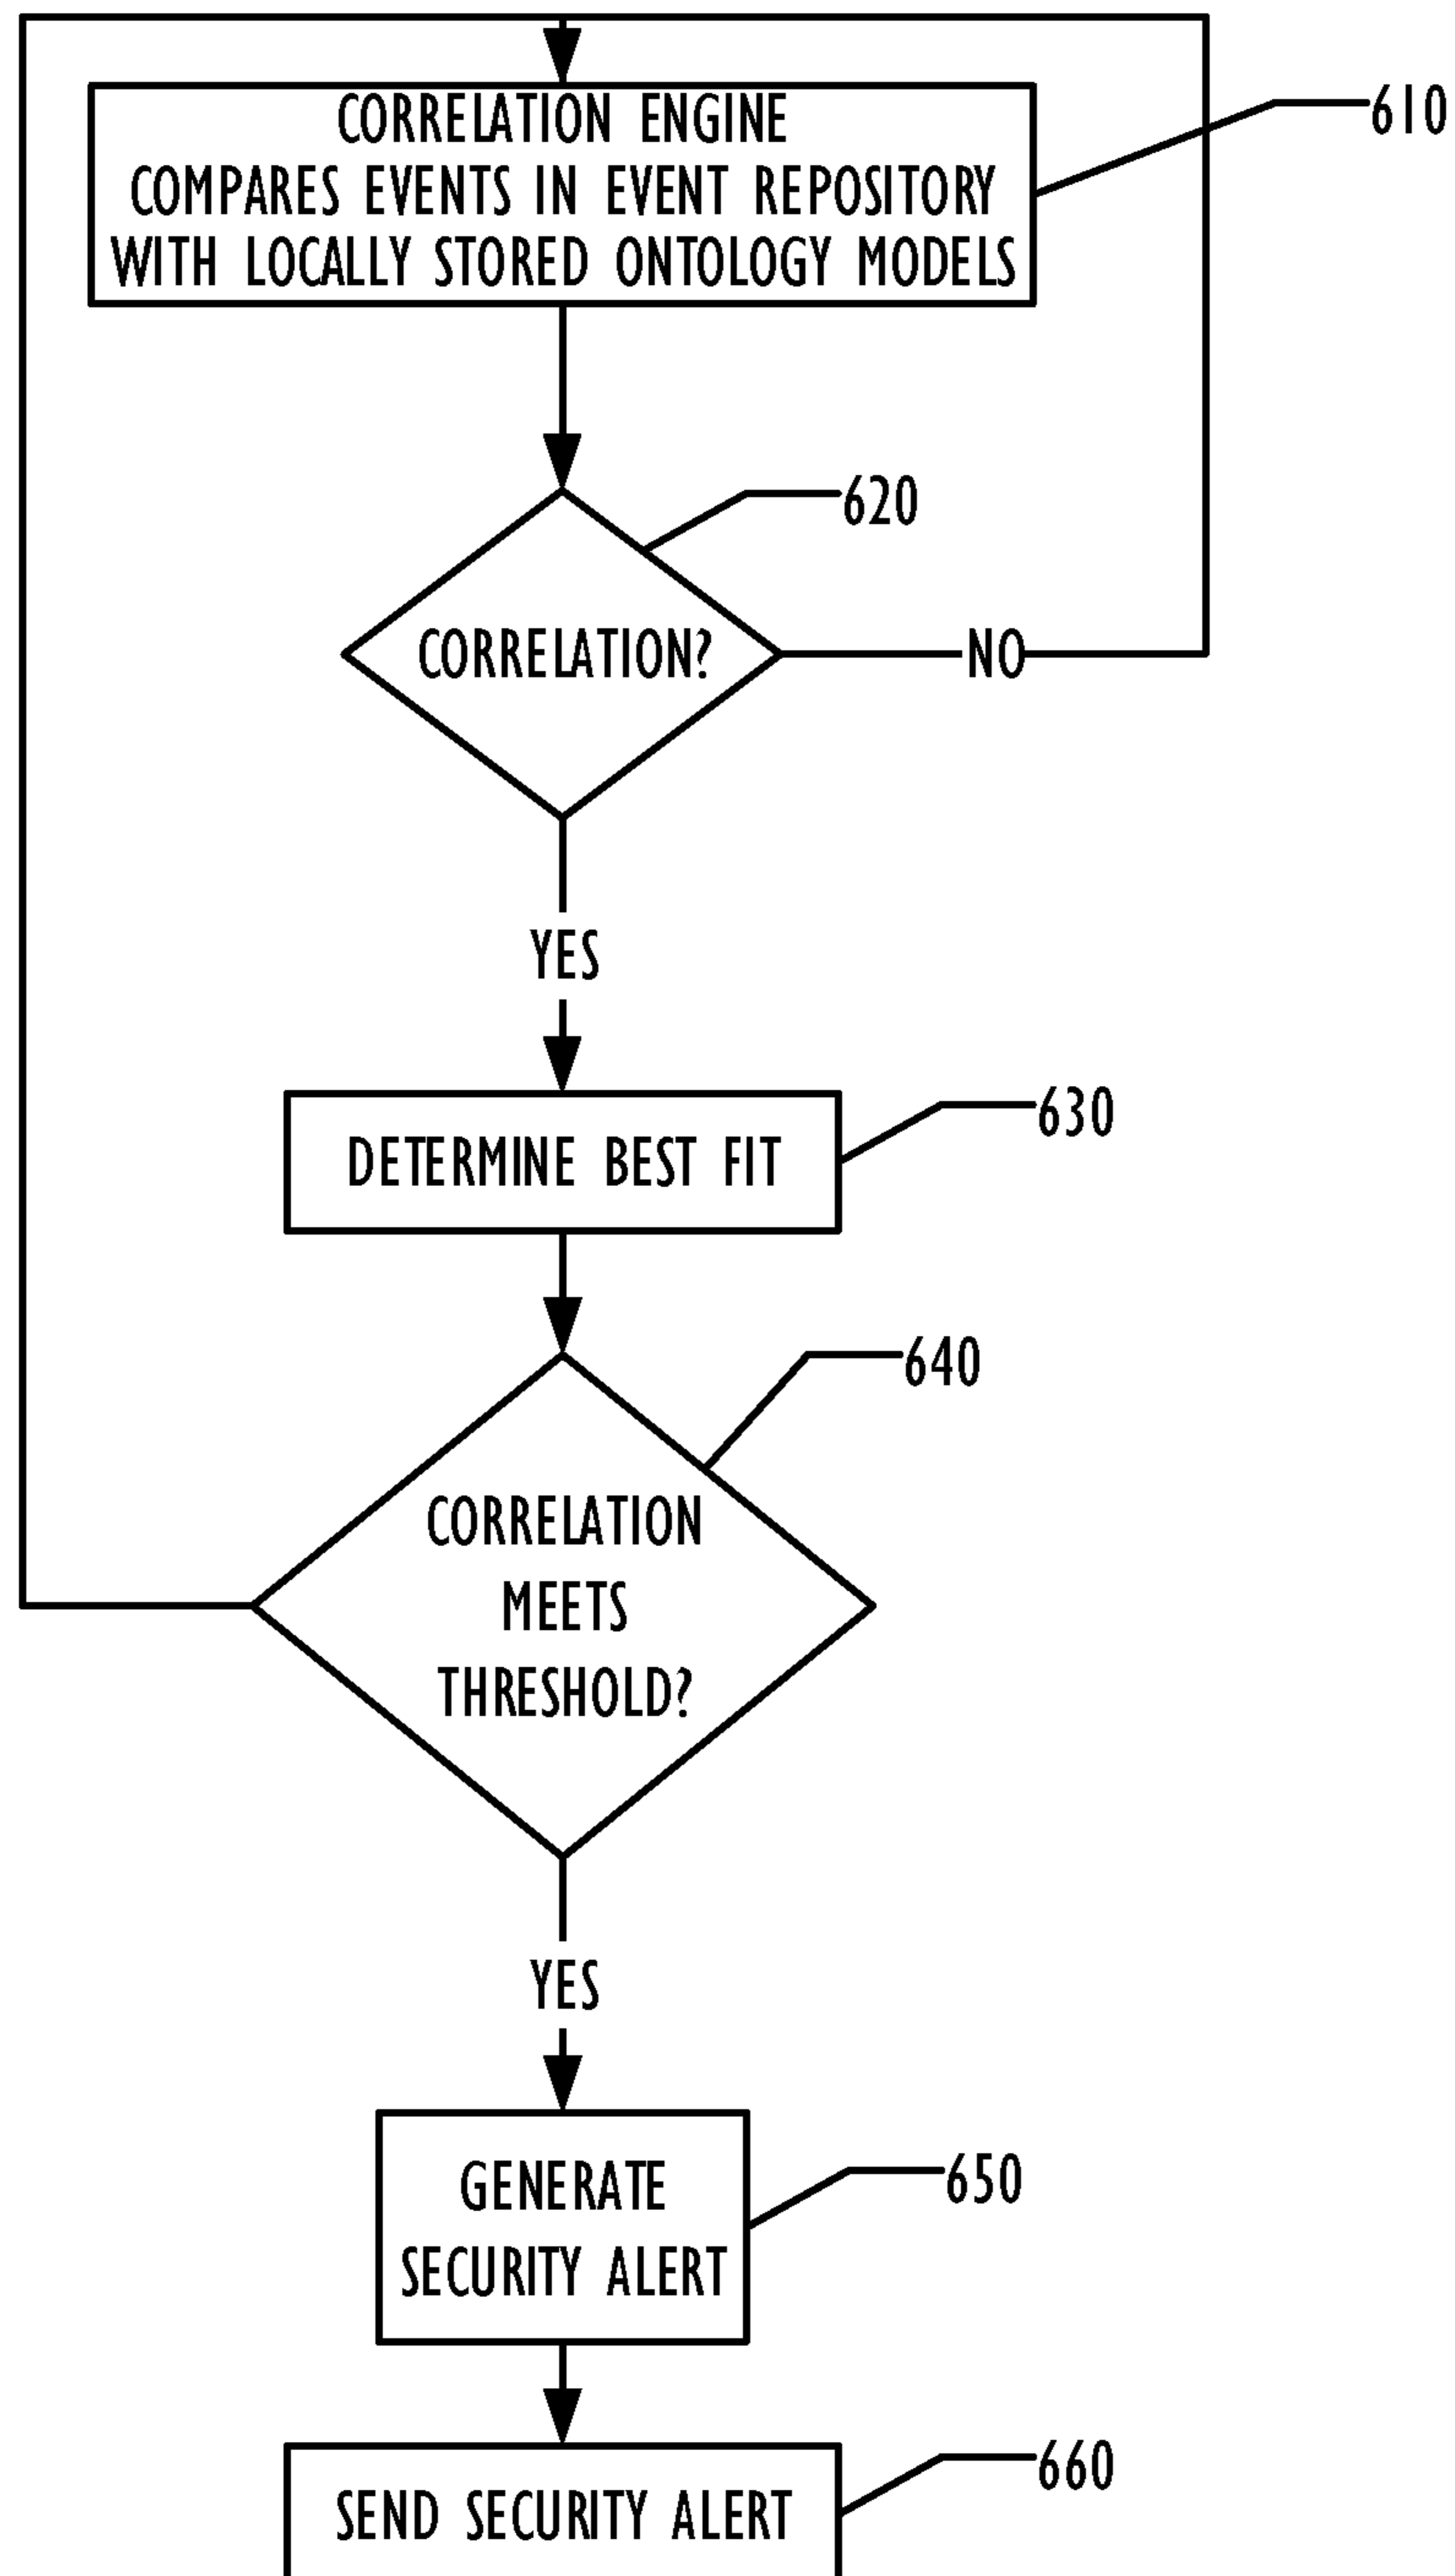 CORRELATION ENGINE
COMPARES EVENTS IN EVENT REPOSITORY
WITH LOCALLY STORED ONTOLOGY MODELS
610
620
CORRELATION?
NO
YES
630
DETERMINE BEST FIT
640
CORRELATION
MEETS
THRESHOLD?
YES
GENERATE
SECURITY ALERT
650
660
SEND SECURITY ALERT